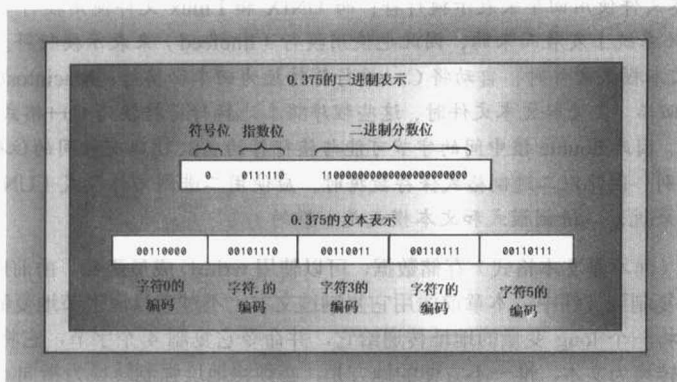 0.375的二进制表示
符号位 指数位 二进制分数位
0 0111110 1100000000000000000000000
0.375的文本表示
00110000 00101110 00110011 00110111 00110111
字符0的 字符.的 字符3的 字符7的 字符5的
编码 编码 编码 编码 编码